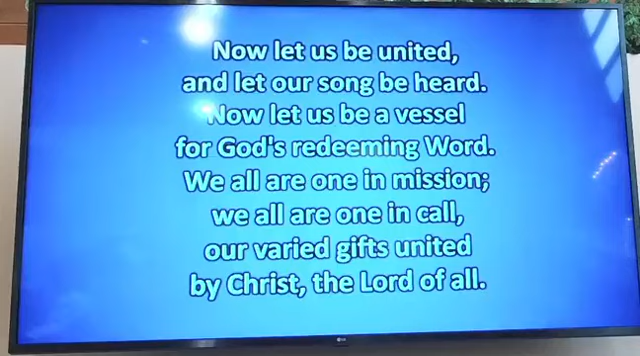 Now let us be united,
and let our song be heard.
Now let us be a vessel
for God's redeeming Word.
We all are one in mission;
we all are one in call,
our varied gifts united
by Christ, the Lord of all.
LG